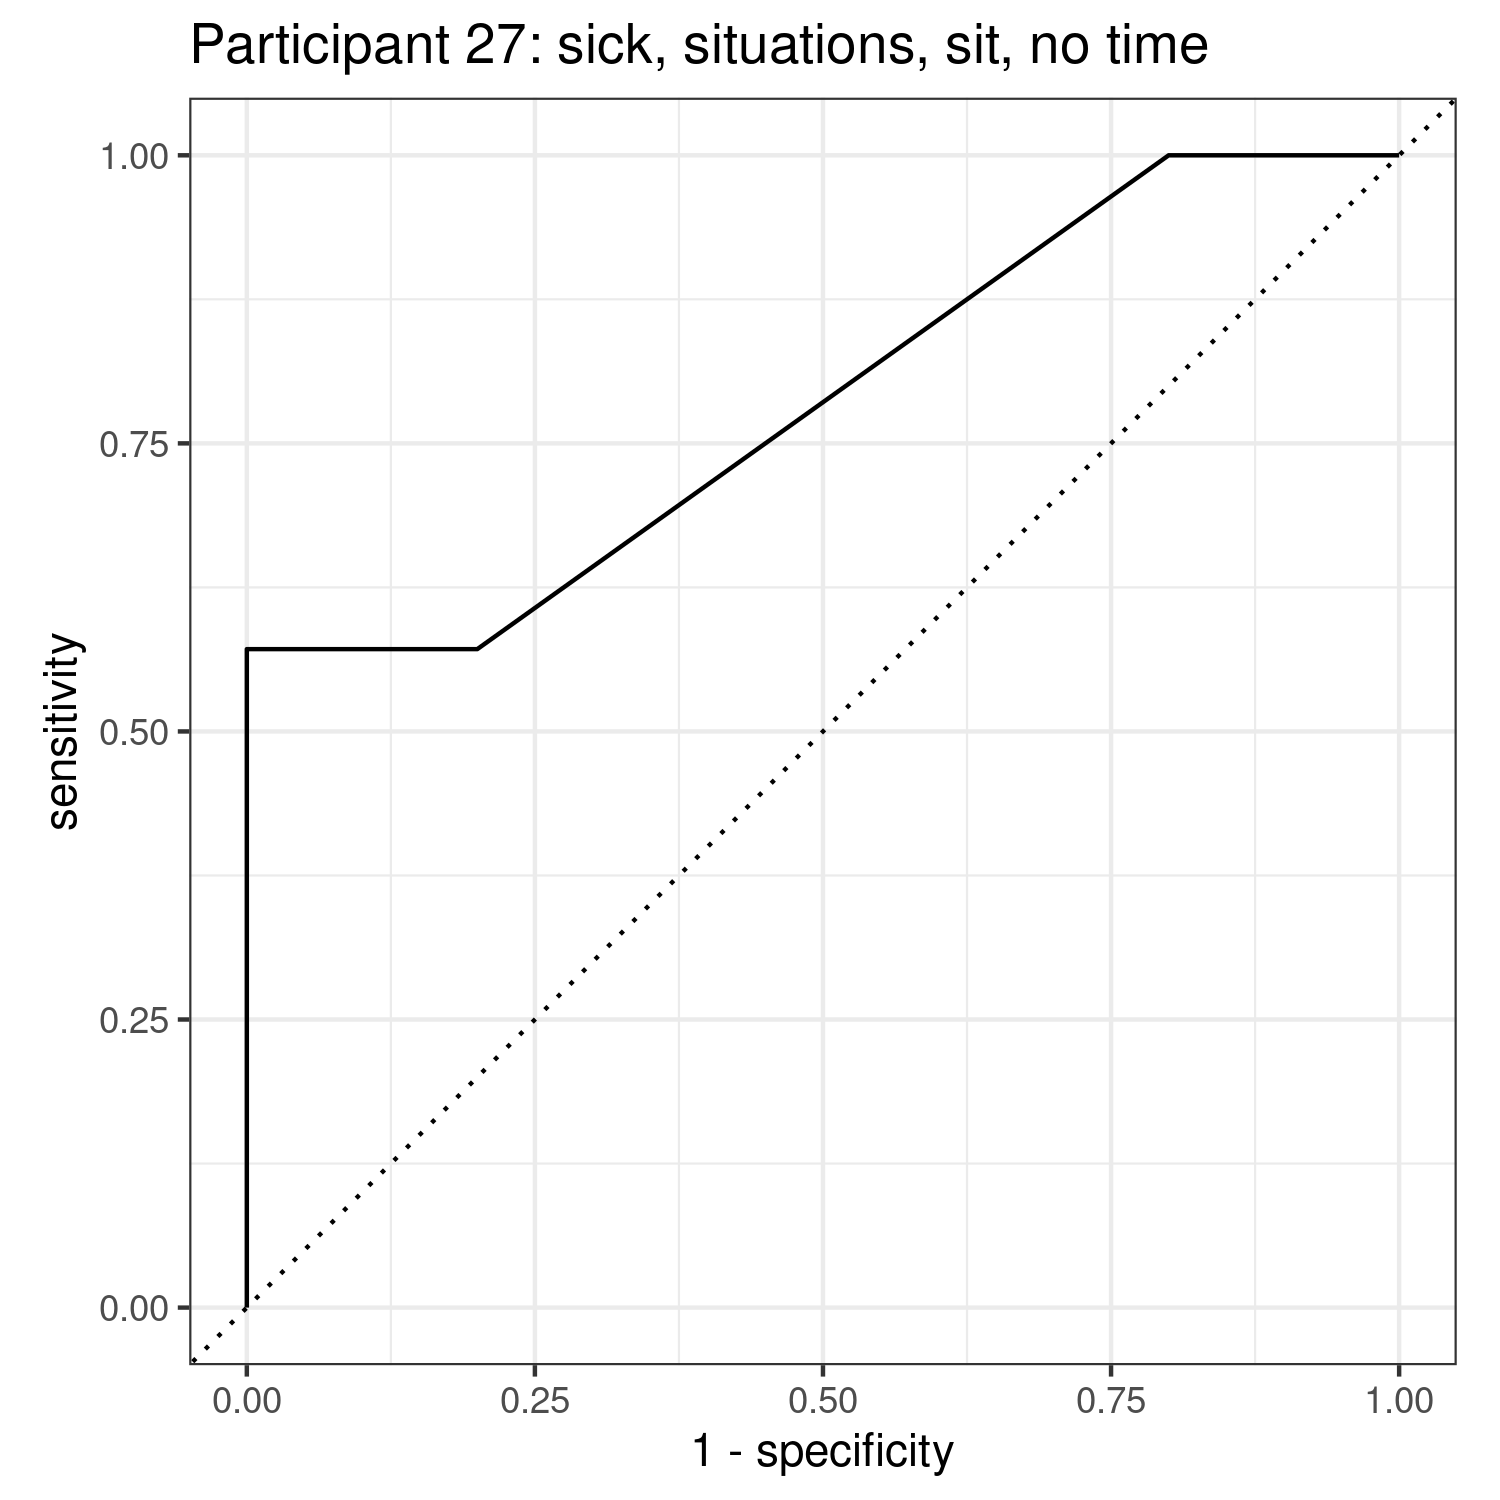 Participant 27: sick, situations, sit, no time
1.00
0.75
0.50
0.25
0.00
sensitivity
0.00 0.25 0.50 0.75 1.00
1 - specificity